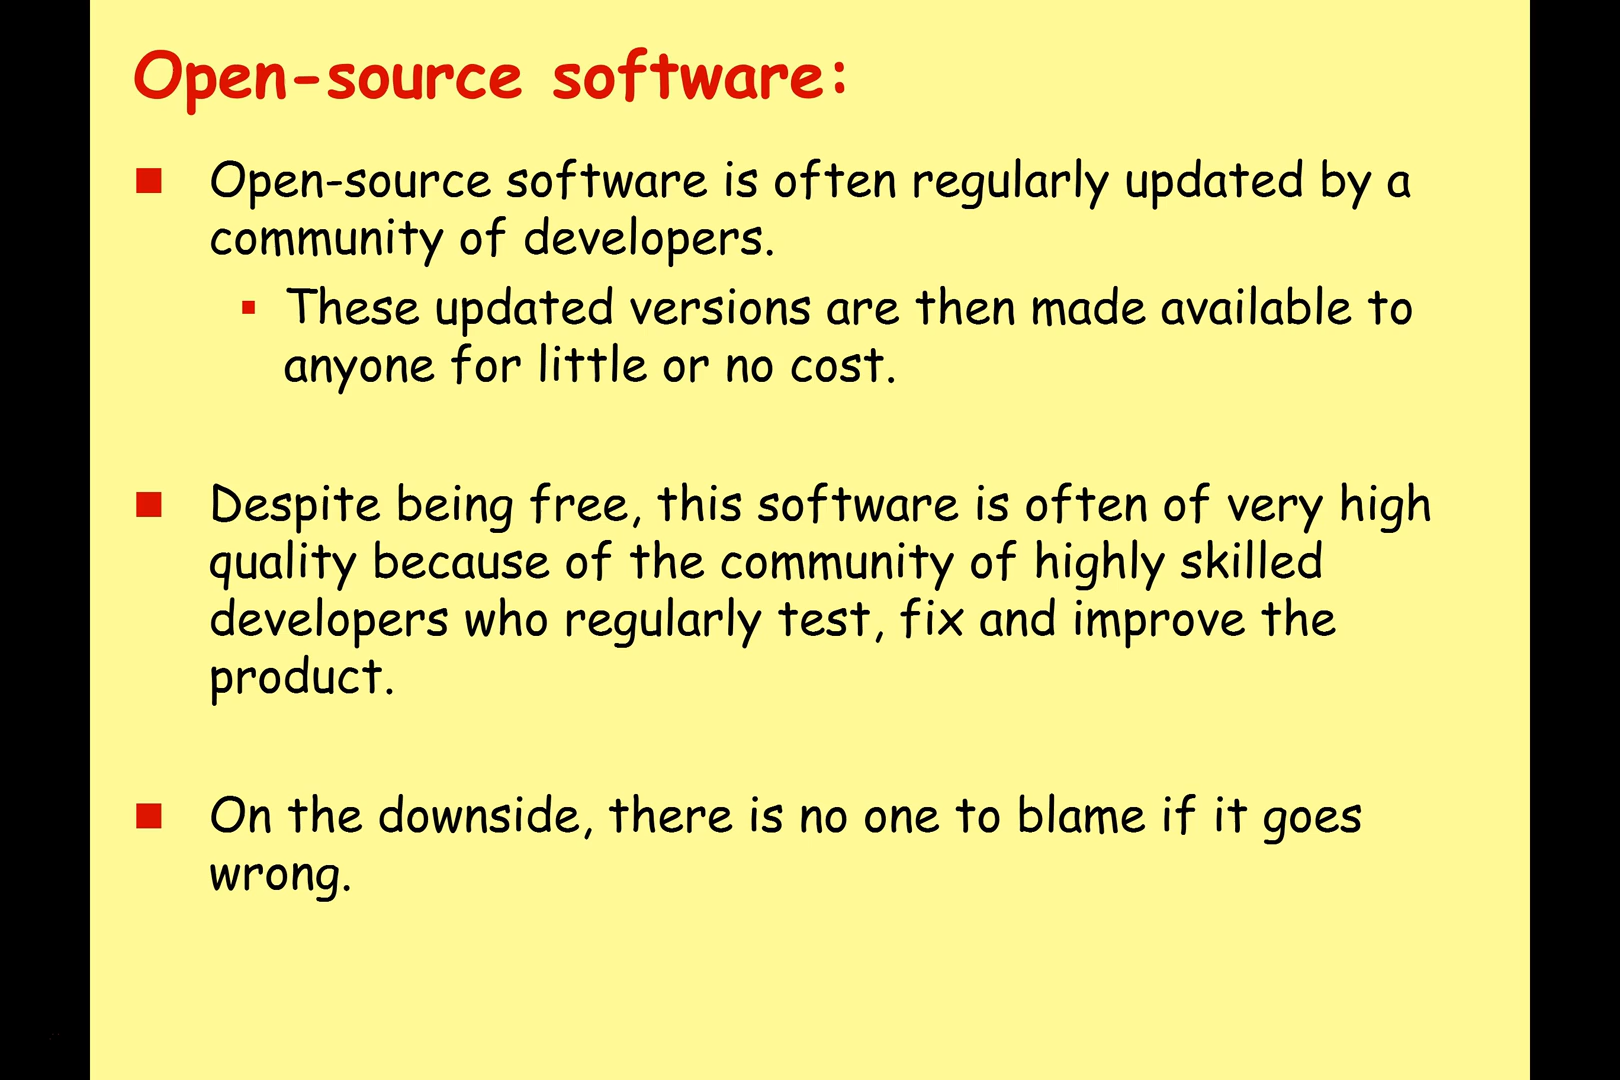 Open-source software:
Open-source software is often regularly updated by a
community of developers.
These updated versions are then made available to
anyone for little or no cost.
Despite being free, this software is often of very high
quality because of the community of highly skilled
developers who regularly test, fix and improve the
product.
On the downside, there is no one to blame if it goes
wrong.